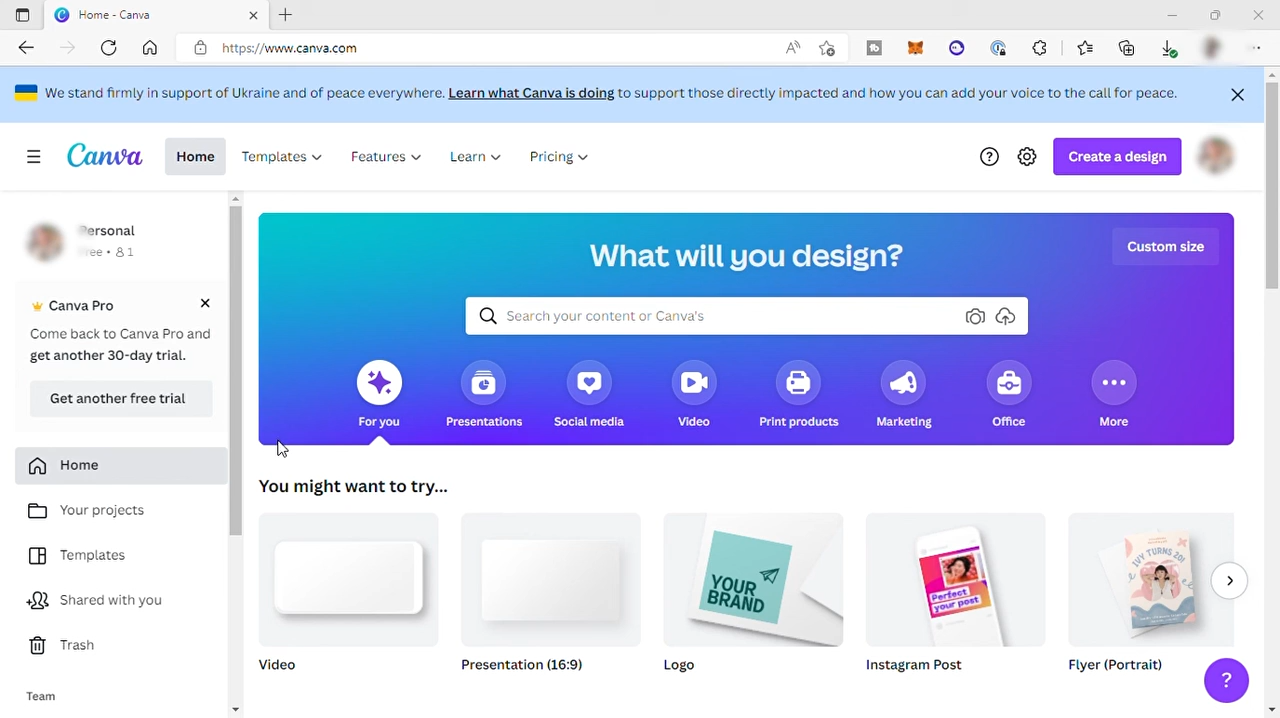 Home - Canva
https://www.canva.com
We stand firmly in support of Ukraine and of peace everywhere. Learn what Canva is doing to support those directly impacted and how you can add your voice to the call for peace.
Canva
Home
Templates
Features
Learn
Pricing
Create a design
Personal
• 1
What will you design?
Custom size
Search your content or Canva's
Canva Pro
Come back to Canva Pro and
get another 30-day trial.
Get another free trial
For you
Presentations
Social media
Video
Print products
Marketing
Office
More
Home
Your projects
Templates
Shared with you
Trash
Team
You might want to try...
YOUR
BRAND
Perfect
your post
IVY TURNS 20!
Video
Presentation (16:9)
Logo
Instagram Post
Flyer (Portrait)
?